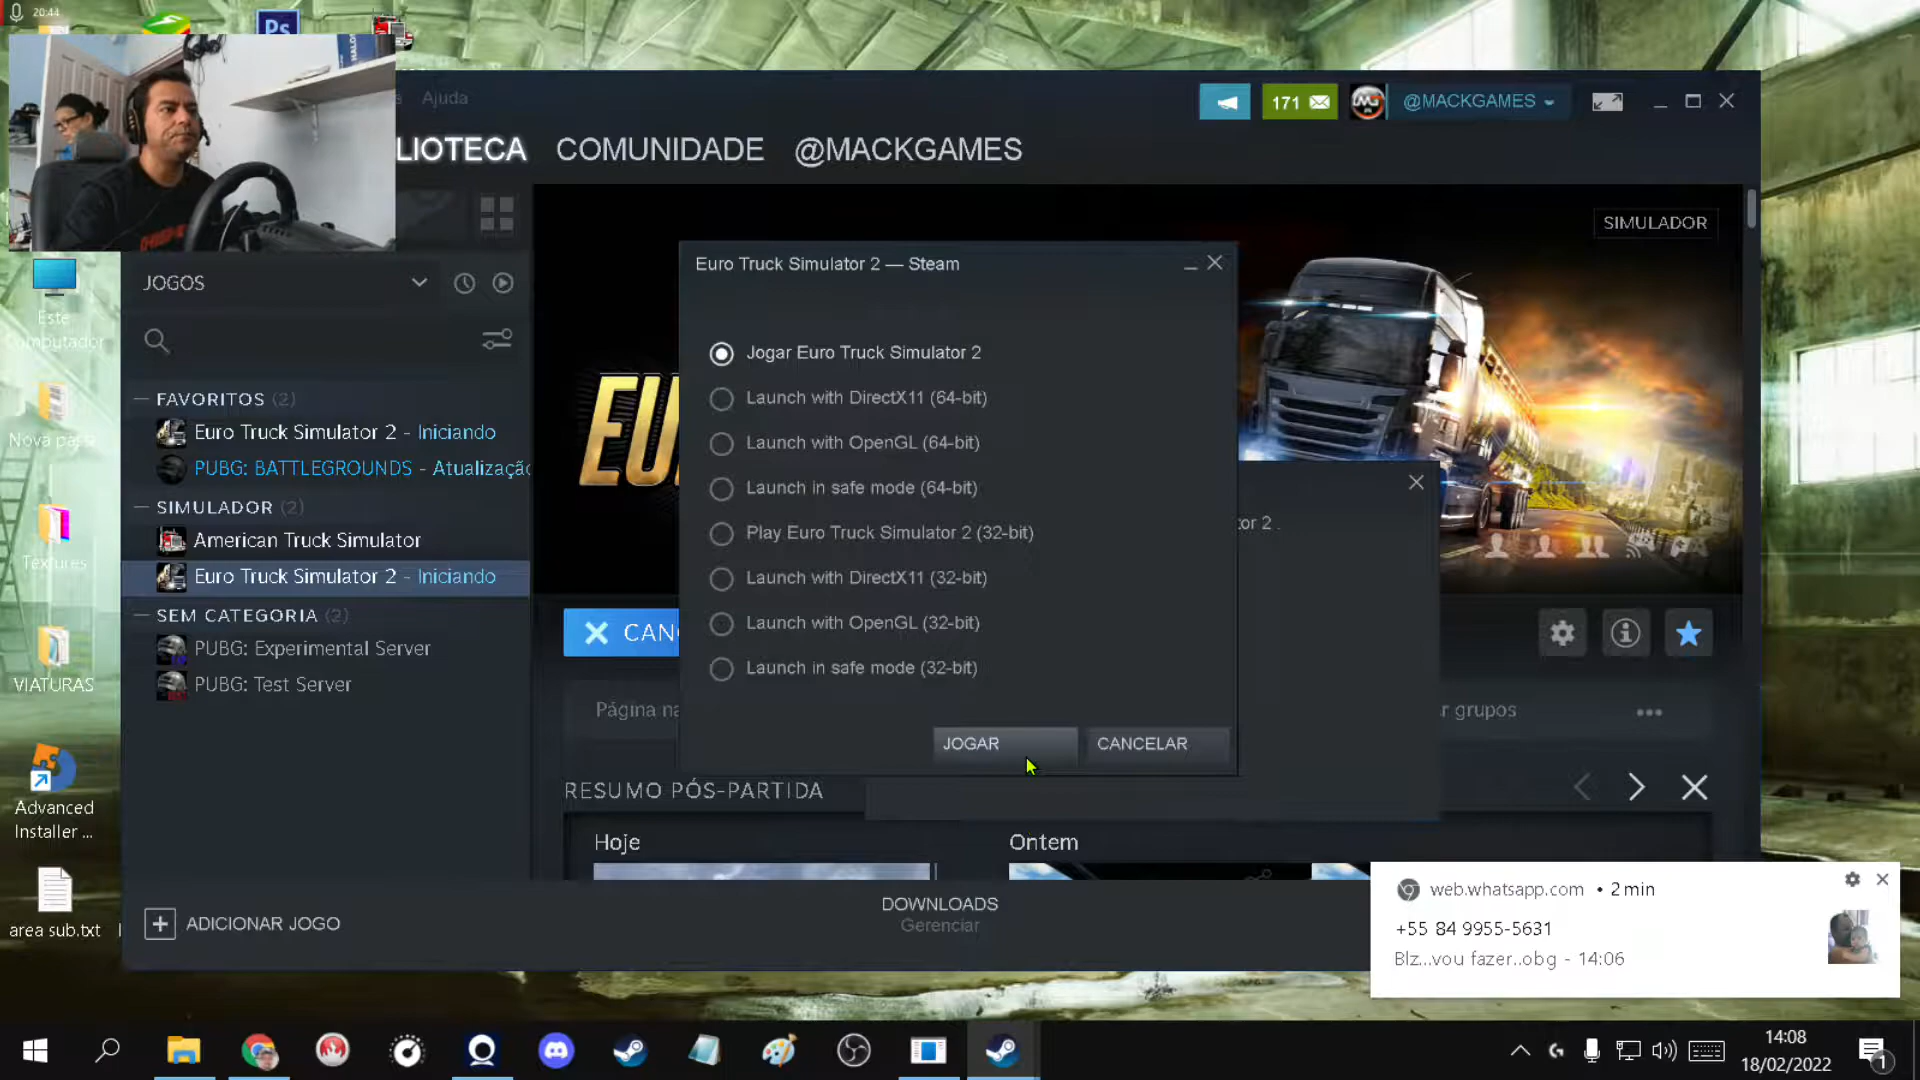 20:44
Ps
Ajuda
171
@MACKGAMES
LIOTECA COMUNIDADE @MACKGAMES
SIMULADOR
Euro Truck Simulator 2 — Steam
JOGOS
Este
Computador
Jogar Euro Truck Simulator 2
Launch with DirectX11 (64-bit)
Launch with OpenGL (64-bit)
Launch in safe mode (64-bit)
Play Euro Truck Simulator 2 (32-bit)
Launch with DirectX11 (32-bit)
Launch with OpenGL (32-bit)
Launch in safe mode (32-bit)
JOGAR CANCELAR
FAVORITOS (2)
Euro Truck Simulator 2 - Iniciando
PUBG: BATTLEGROUNDS - Atualizaçã
SIMULADOR (2)
American Truck Simulator
Euro Truck Simulator 2 - Iniciando
SEM CATEGORIA (2)
PUBG: Experimental Server
PUBG: Test Server
Nova pasta
Textures
VIATURAS
Advanced
Installer ...
area sub.txt
EU
tor 2 .
CAN
Página na
r grupos
RESUMO PÓS-PARTIDA
Hoje
Ontem
ADICIONAR JOGO
DOWNLOADS
Gerenciar
web.whatsapp.com • 2 min
+55 84 9955-5631
Blz...vou fazer..obg - 14:06
14:08
18/02/2022
1